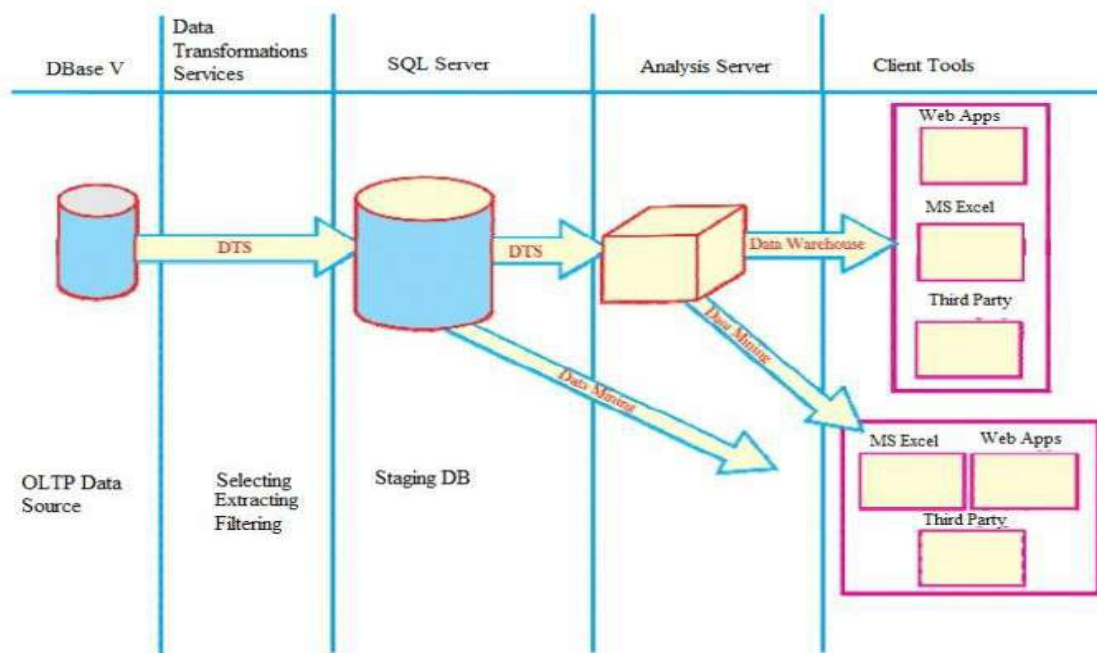 DBase V
Data
Transformations
Services
SQL Server
Analysis Server
Client Tools
DTS
DTS
Data Warehouse
Data Mining
Data Mining
Web Apps
MS Excel
Third Party
MS Excel
Web Apps
Third Party
OLTP Data
Source
Selecting
Extracting
Filtering
Staging DB